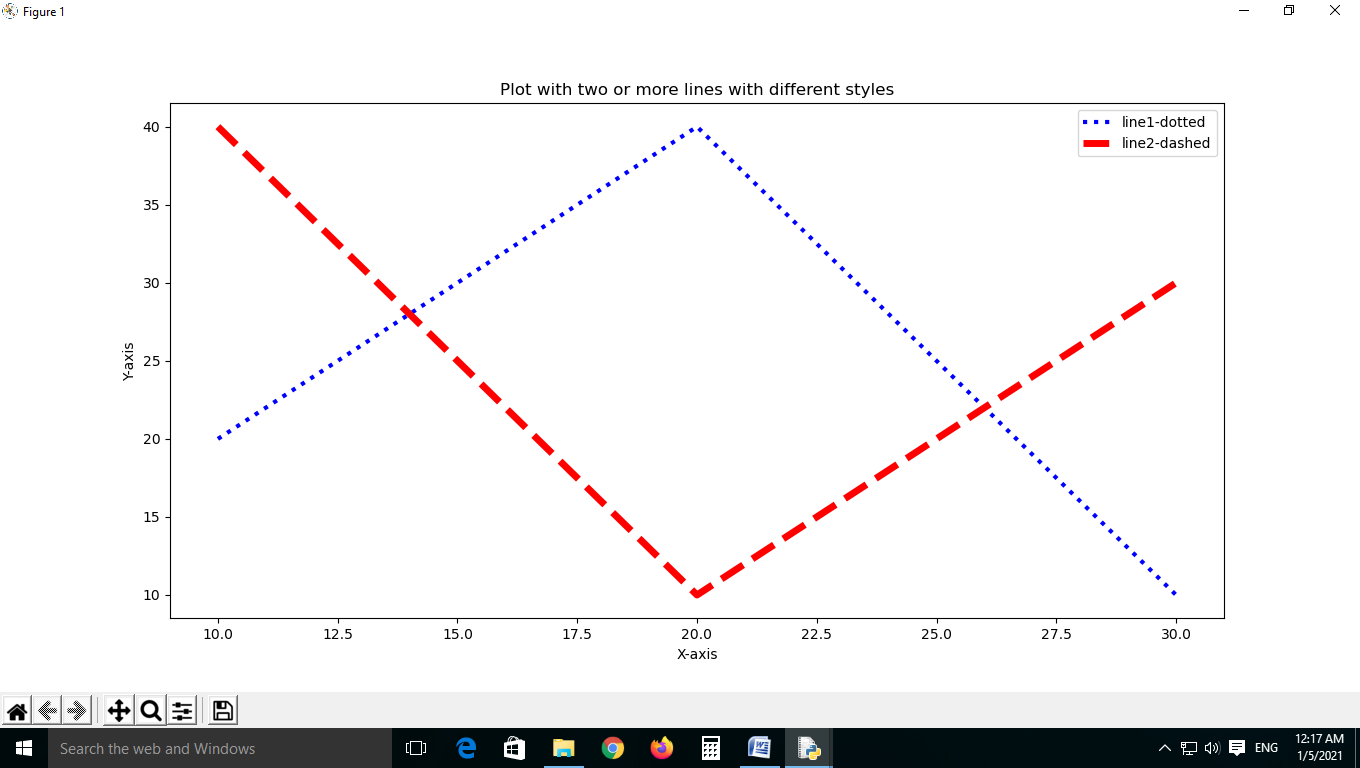 Figure 1
Plot with two or more lines with different styles
line1-dotted
line2-dashed
40
35
30
25
20
15
10
Y-axis
10.0 12.5 15.0 17.5 20.0 22.5 25.0 27.5 30.0
X-axis
Search the web and Windows
ENG
12:17 AM
1/5/2021